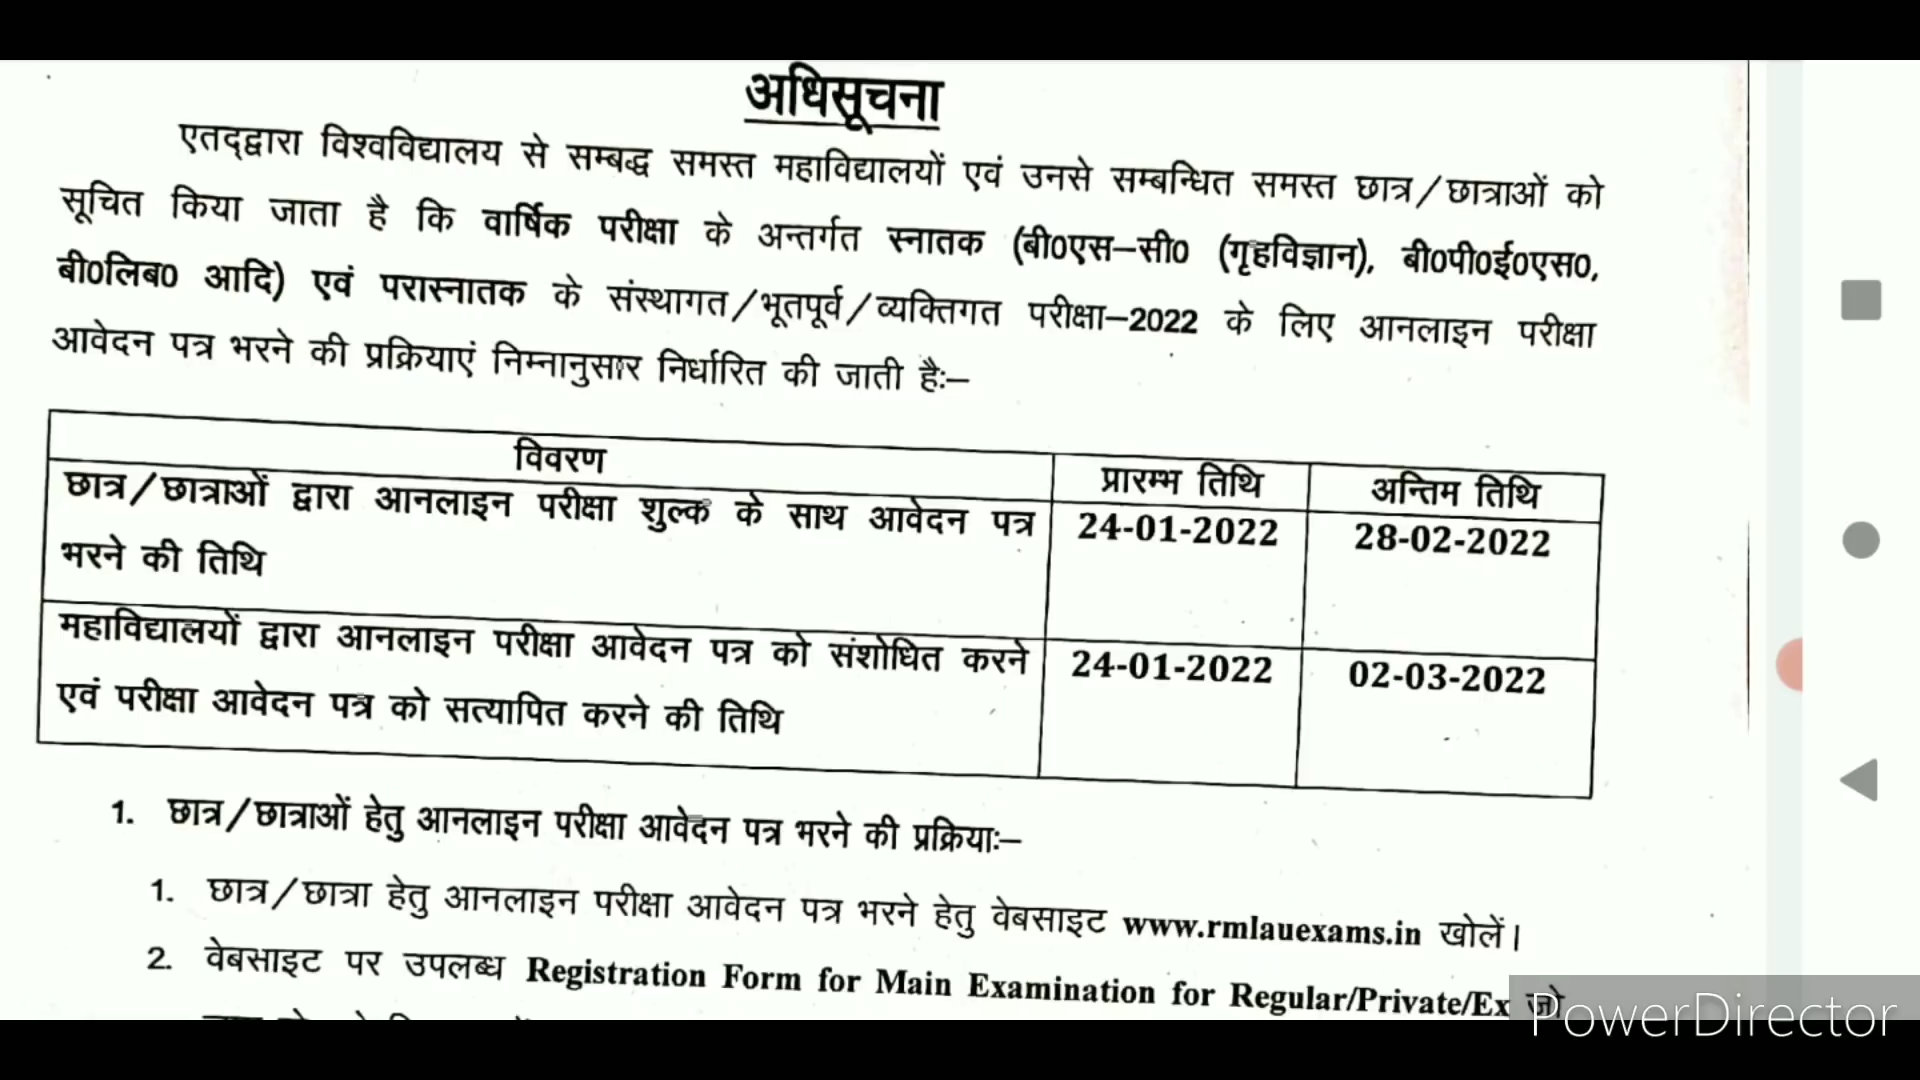 अधिसूचना
एतद्द्वारा विश्वविद्यालय से सम्बद्ध समस्त महाविद्यालयों एवं उनसे सम्बन्धित समस्त छात्र/छात्राओं को
सूचित किया जाता है कि वार्षिक परीक्षा के अन्तर्गत स्नातक (बी0एस–सी0 (गृहविज्ञान), बी0पी0ई0एस0,
बी0लिब0 आदि) एवं परास्नातक के संस्थागत/भूतपूर्व/व्यक्तिगत परीक्षा–2022 के लिए आनलाइन परीक्षा
आवेदन पत्र भरने की प्रक्रियाएं निम्नानुसार निर्धारित की जाती हैः–
विवरण प्रारम्भ तिथि अन्तिम तिथि
छात्र/छात्राओं द्वारा आनलाइन परीक्षा शुल्क के साथ आवेदन पत्र 24-01-2022 28-02-2022
भरने की तिथि
महाविद्यालयों द्वारा आनलाइन परीक्षा आवेदन पत्र को संशोधित करने 24-01-2022 02-03-2022
एवं परीक्षा आवेदन पत्र को सत्यापित करने की तिथि
1. छात्र/छात्राओं हेतु आनलाइन परीक्षा आवेदन पत्र भरने की प्रक्रियाः–
1. छात्र/छात्रा हेतु आनलाइन परीक्षा आवेदन पत्र भरने हेतु वेबसाइट www.rmlauexams.in खोलें।
2. वेबसाइट पर उपलब्ध Registration Form for Main Examination for Regular/Private/Ex जो
PowerDirector